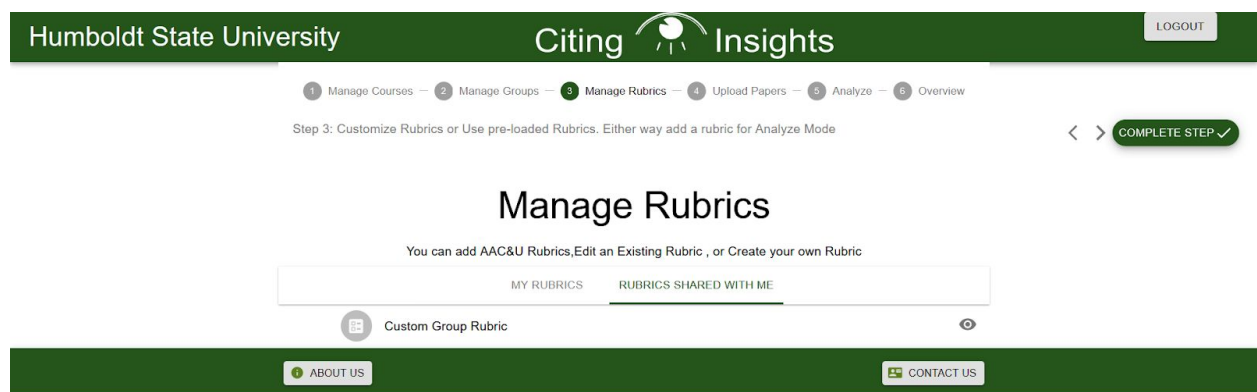 Humboldt State University
Citing Insights
LOGOUT
1 Manage Courses – 2 Manage Groups – 3 Manage Rubrics – 4 Upload Papers – 5 Analyze – 6 Overview
Step 3: Customize Rubrics or Use pre-loaded Rubrics. Either way add a rubric for Analyze Mode
COMPLETE STEP
Manage Rubrics
You can add AAC&U Rubrics,Edit an Existing Rubric , or Create your own Rubric
MY RUBRICS RUBRICS SHARED WITH ME
Custom Group Rubric
ABOUT US
CONTACT US